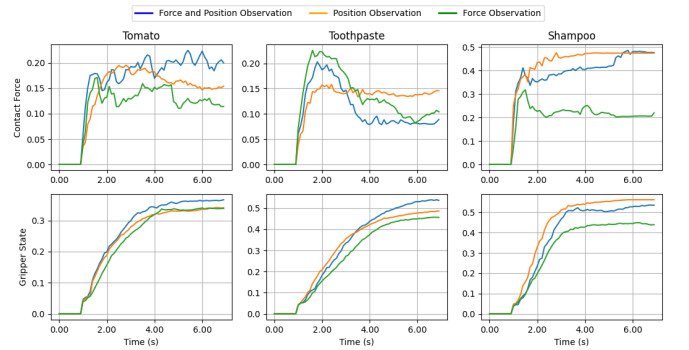 Force and Position Observation Position Observation Force Observation
Tomato Toothpaste Shampoo
Contact Force
0.20
0.15
0.10
0.05
0.00
0.00 2.00 4.00 6.00
0.20
0.15
0.10
0.05
0.00
0.00 2.00 4.00 6.00
0.5
0.4
0.3
0.2
0.1
0.0
0.00 2.00 4.00 6.00
Gripper State
0.3
0.2
0.1
0.0
0.00 2.00 4.00 6.00
Time (s)
0.5
0.4
0.3
0.2
0.1
0.0
0.00 2.00 4.00 6.00
Time (s)
0.5
0.4
0.3
0.2
0.1
0.0
0.00 2.00 4.00 6.00
Time (s)